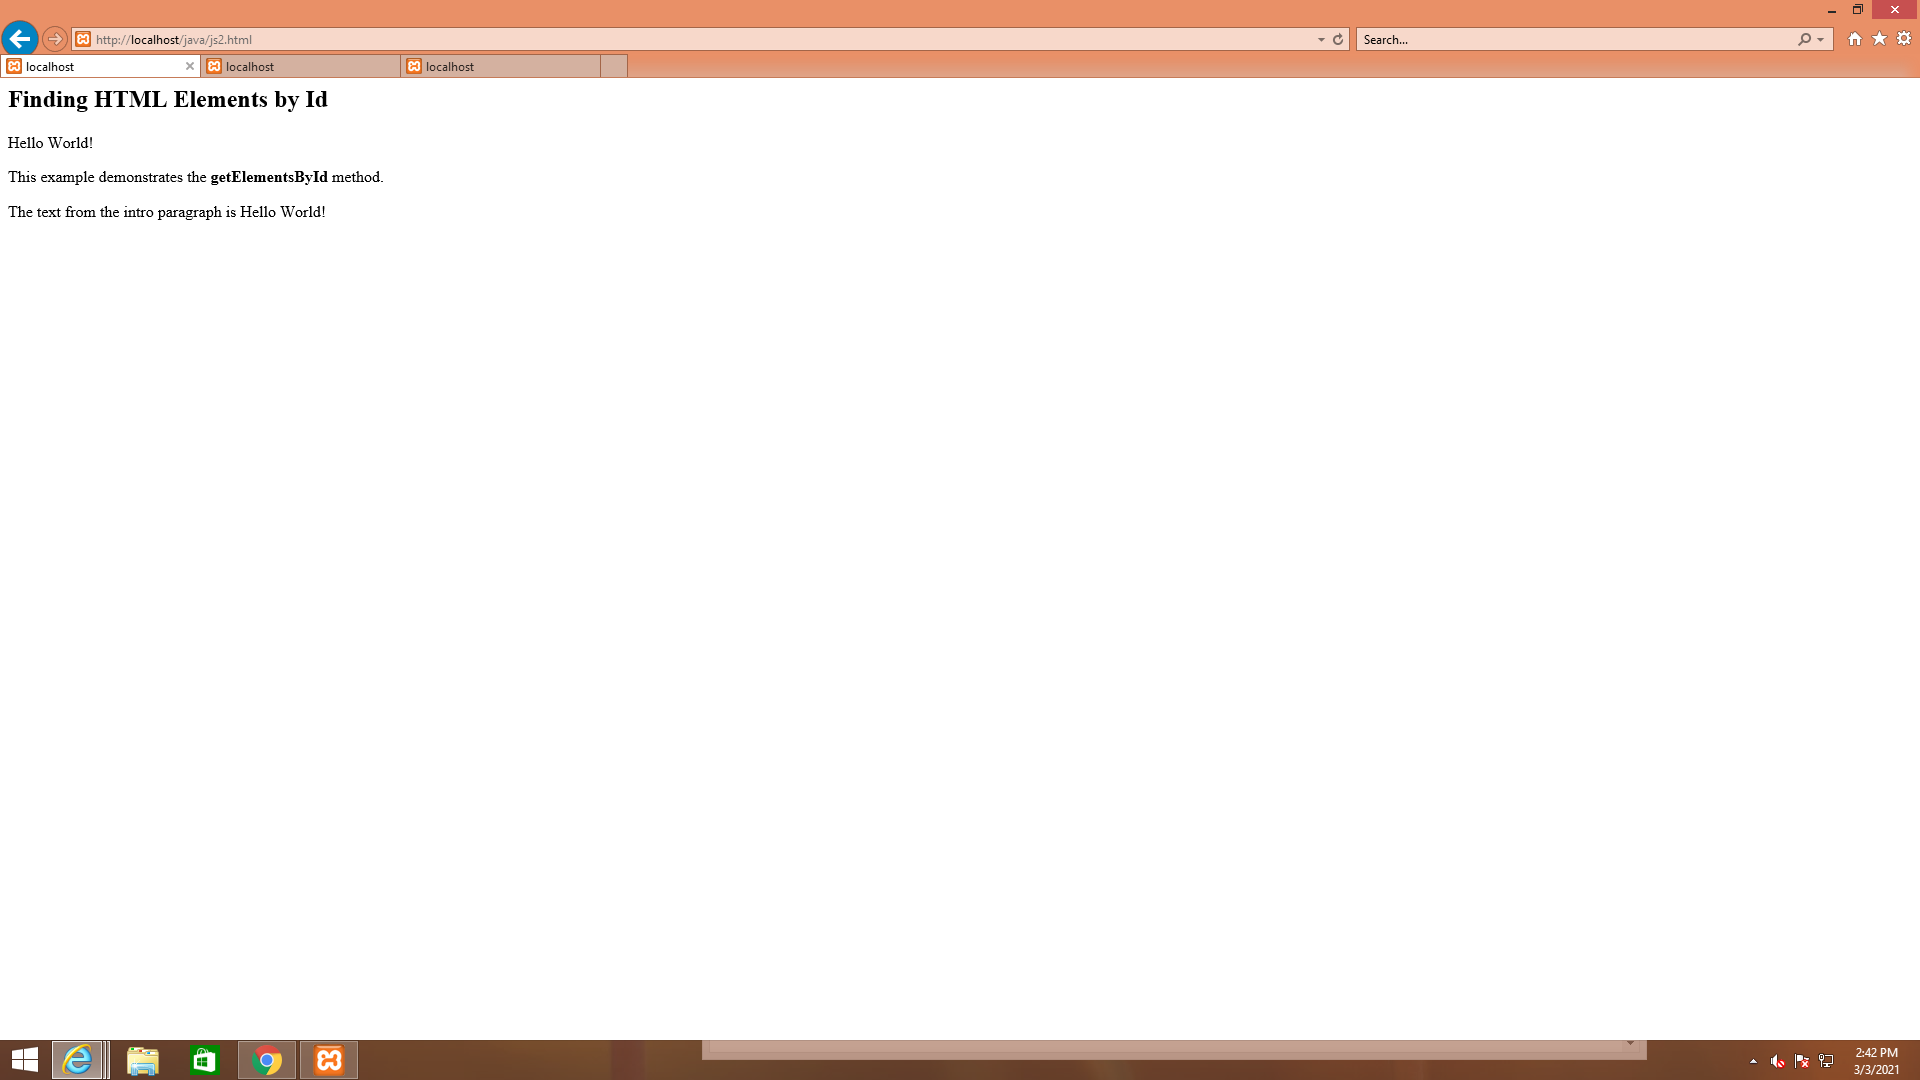 http://localhost/java/js2.html
Search...
localhost
localhost
localhost
Finding HTML Elements by Id
Hello World!
This example demonstrates the getElementsById method.
The text from the intro paragraph is Hello World!
2:42 PM
3/3/2021